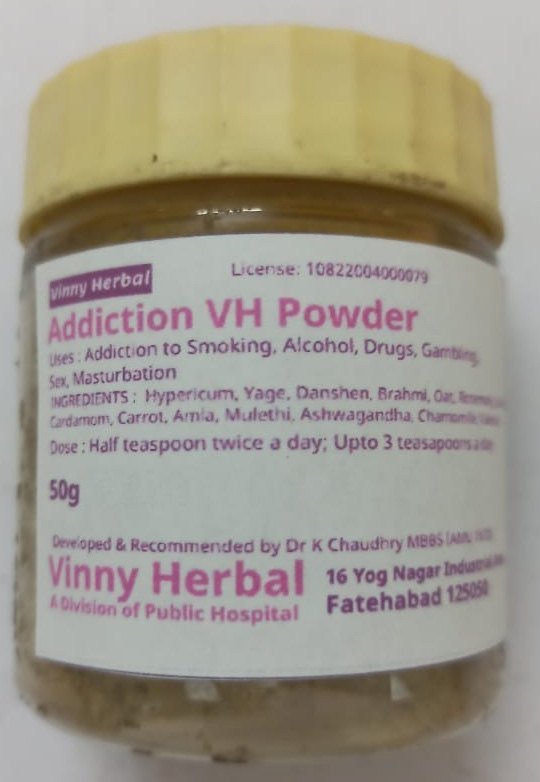 Vinny Herbal
License: 10822004000079
Addiction VH Powder
Uses : Addiction to Smoking, Alcohol, Drugs, Gambling,
Sex, Masturbation
INGREDIENTS : Hypericum, Yage, Danshen, Brahmi, Oat,
Cardamom, Carrot, Amla, Mulethi, Ashwagandha, Chamomile,
Dose : Half teaspoon twice a day; Upto 3 teasapoons a day
50g
Developed & Recommended by Dr K Chaudhry MBBS
Vinny Herbal
A Division of Public Hospital
16 Yog Nagar Industrial
Fatehabad 125050